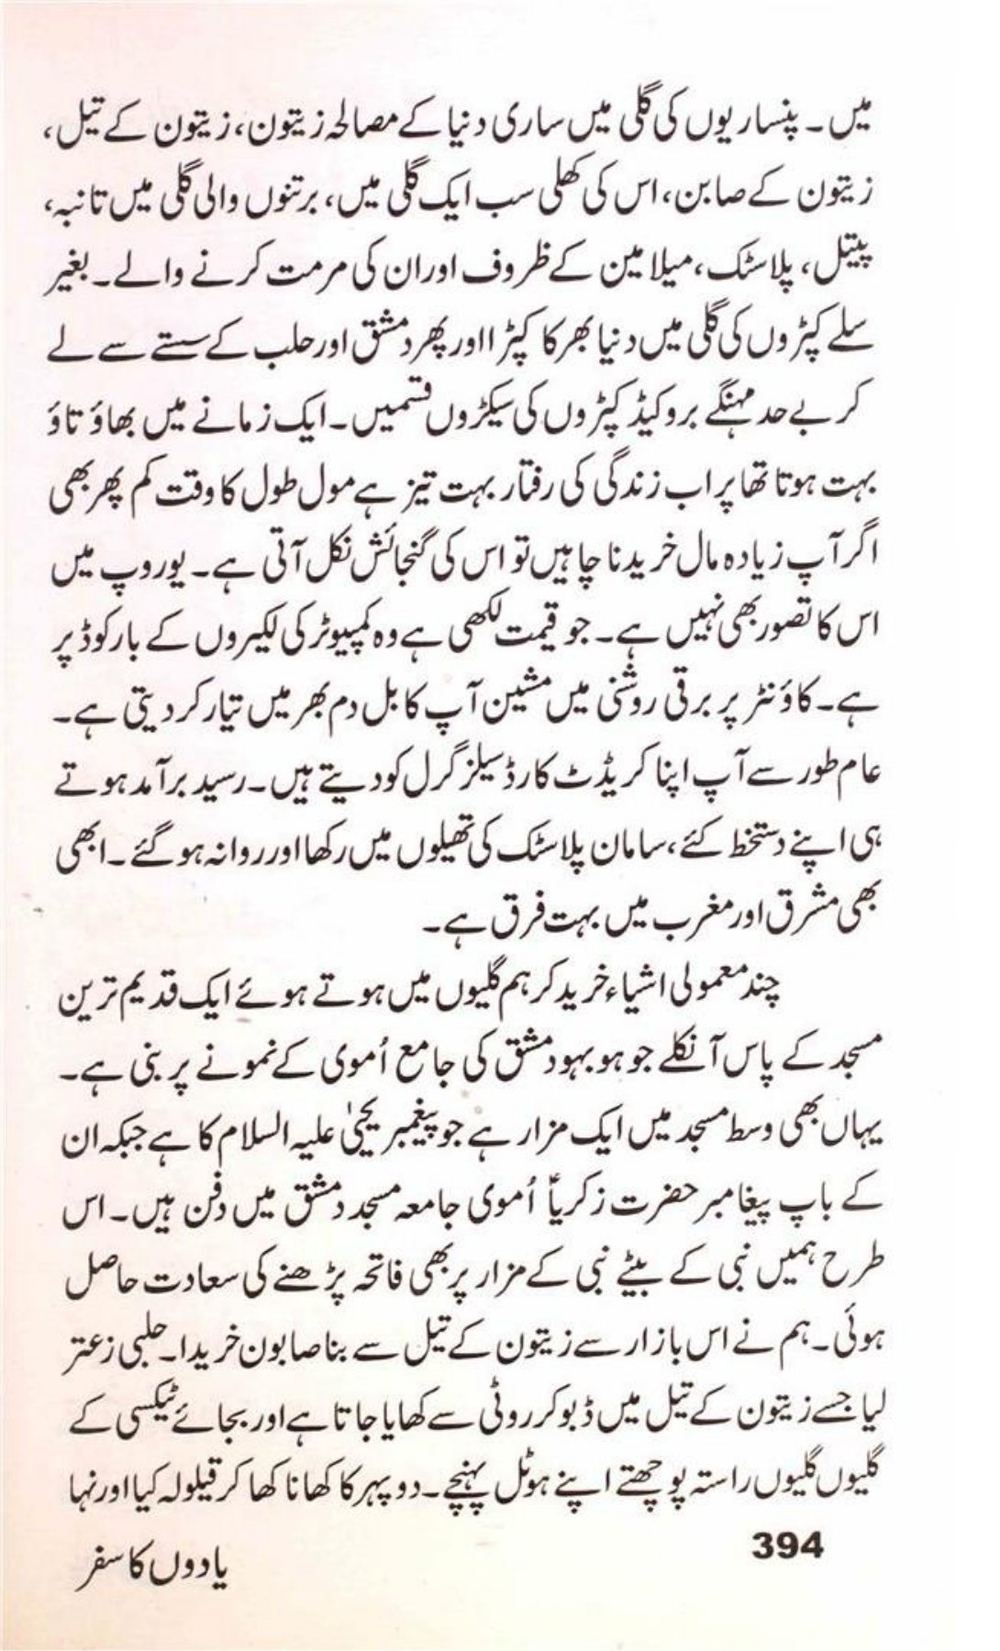 میں۔ پنساریوں کی گلی میں ساری دنیا کے مصالحہ زیتون، زیتون کے تیل،
زیتون کے صابن، اس کی کھلی سب ایک گلی میں، برتنوں والی گلی میں تانبہ،
پیتل، پلاسٹک، میلامین کے ظروف اور ان کی مرمت کرنے والے۔ بغیر
سلے کپڑوں کی گلی میں دنیا بھر کا کپڑا اور پھر دمشق اور حلب کے سستے سے لے
کر بے حد مہنگے بروکیڈ کپڑوں کی سیکڑوں قسمیں۔ ایک زمانے میں بھاؤ تاؤ
بہت ہوتا تھا پر اب زندگی کی رفتار بہت تیز ہے مول طول کا وقت کم پھر بھی
اگر آپ زیادہ مال خریدنا چاہیں تو اس کی گنجائش نکل آتی ہے۔ یوروپ میں
اس کا تصور بھی نہیں ہے۔ جو قیمت لکھی ہے وہ کمپیوٹر کی لکیروں کے بار کوڈ پر
ہے۔ کاؤنٹر پر برقی روشنی میں مشین آپ کا بل دم بھر میں تیار کر دیتی ہے۔
عام طور سے آپ اپنا کریڈٹ کارڈ سیلز گرل کو دیتے ہیں۔ رسید برآمد ہوتے
ہی اپنے دستخط کئے، سامان پلاسٹک کی تھیلوں میں رکھا اور روانہ ہو گئے۔ ابھی
بھی مشرق اور مغرب میں بہت فرق ہے۔
چند معمولی اشیاء خرید کر ہم گلیوں میں ہوتے ہوئے ایک قدیم ترین
مسجد کے پاس آ نکلے جو ہو بہو دمشق کی جامع اُموی کے نمونے پر بنی ہے۔
یہاں بھی وسط مسجد میں ایک مزار ہے جو پیغمبر یحییٰ علیہ السلام کا ہے جبکہ ان
کے باپ پیغامبر حضرت زکریاؑ اُموی جامعہ مسجد دمشق میں دفن ہیں۔ اس
طرح ہمیں نبی کے بیٹے نبی کے مزار پر بھی فاتحہ پڑھنے کی سعادت حاصل
ہوئی۔ ہم نے اس بازار سے زیتون کے تیل سے بنا صابون خریدا۔ حلبی زعتر
لیا جسے زیتون کے تیل میں ڈبو کر روٹی سے کھایا جاتا ہے اور بجائے ٹیکسی کے
گلیوں گلیوں راستہ پوچھتے اپنے ہوٹل پہنچے۔ دوپہر کا کھانا کھا کر قیلولہ کیا اور نہا
394
یادوں کا سفر